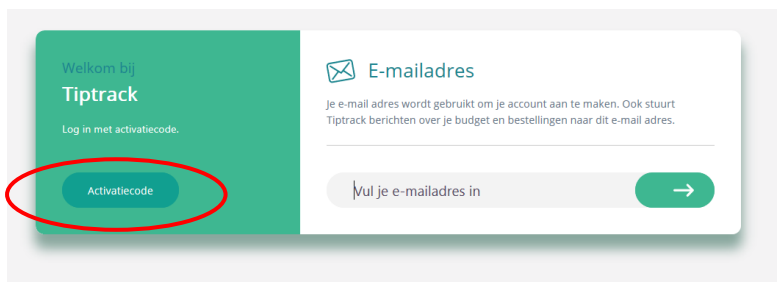 Welkom bij
Tiptrack
Log in met activatiecode.
Activatiecode
E-mailadres
Je e-mail adres wordt gebruikt om je account aan te maken. Ook stuurt
Tiptrack berichten over je budget en bestellingen naar dit e-mail adres.
Vul je e-mailadres in